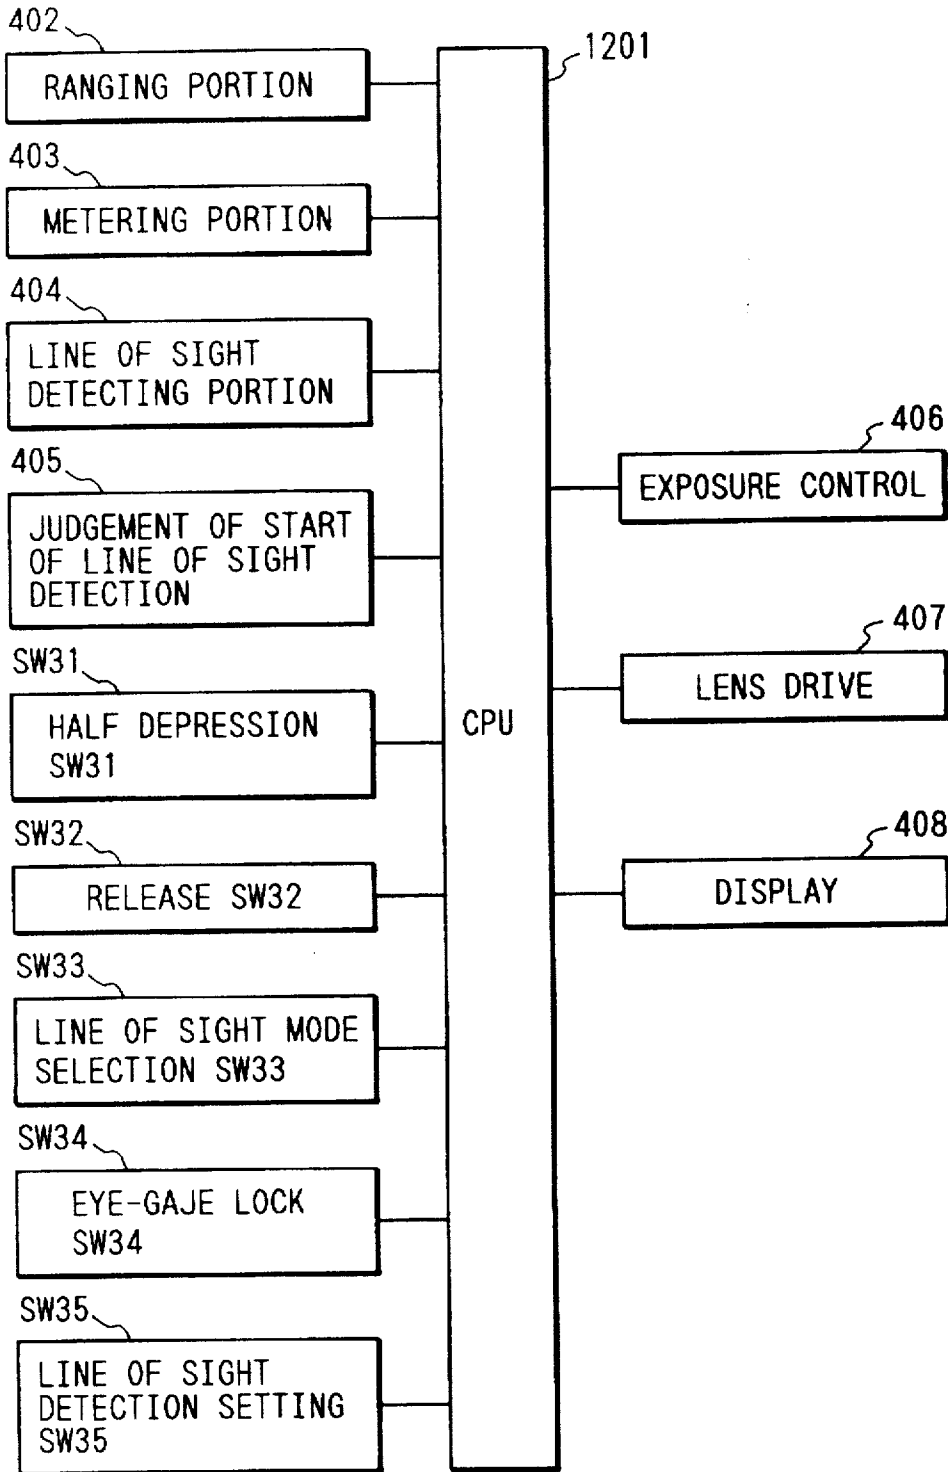 402
RANGING PORTION
403
METERING PORTION
404
LINE OF SIGHT
DETECTING PORTION
405
JUDGEMENT OF START
OF LINE OF SIGHT
DETECTION
SW31
HALF DEPRESSION
SW31
SW32
RELEASE SW32
SW33
LINE OF SIGHT MODE
SELECTION SW33
SW34
EYE-GAJE LOCK
SW34
SW35
LINE OF SIGHT
DETECTION SETTING
SW35
1201
CPU
406
EXPOSURE CONTROL
407
LENS DRIVE
408
DISPLAY